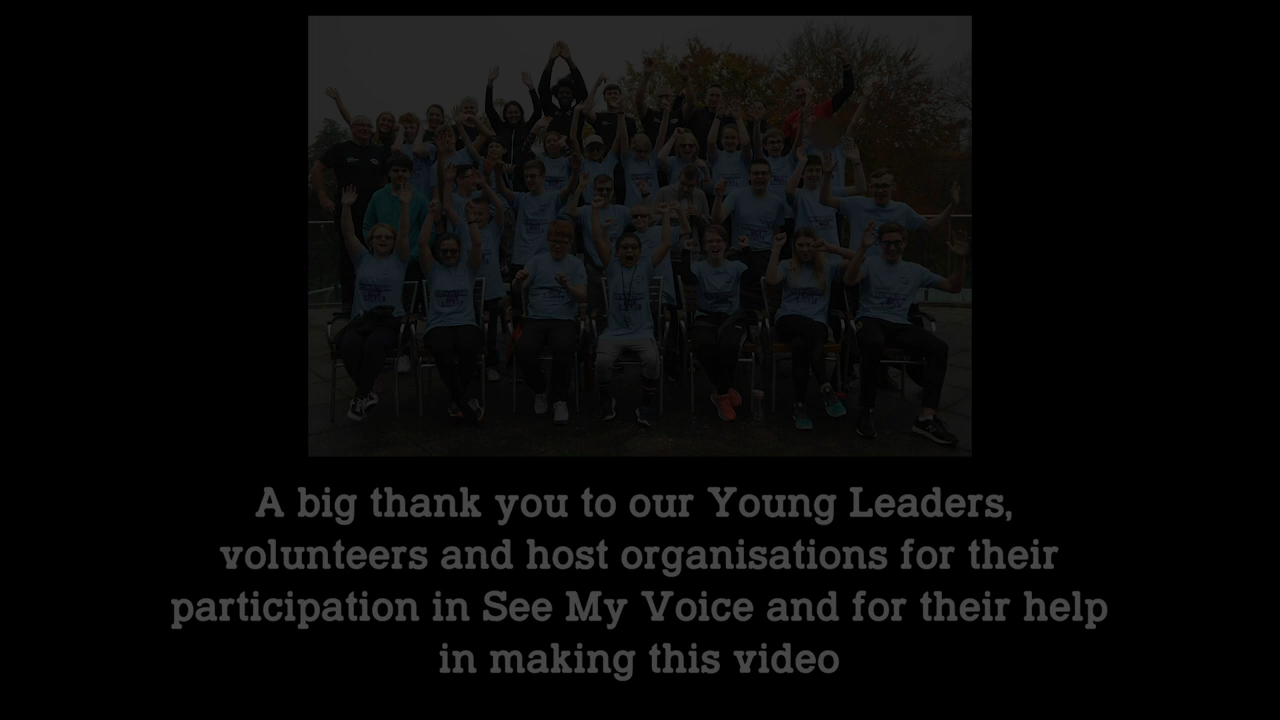 A big thank you to our Young Leaders,
volunteers and host organisations for their
participation in See My Voice and for their help
in making this video